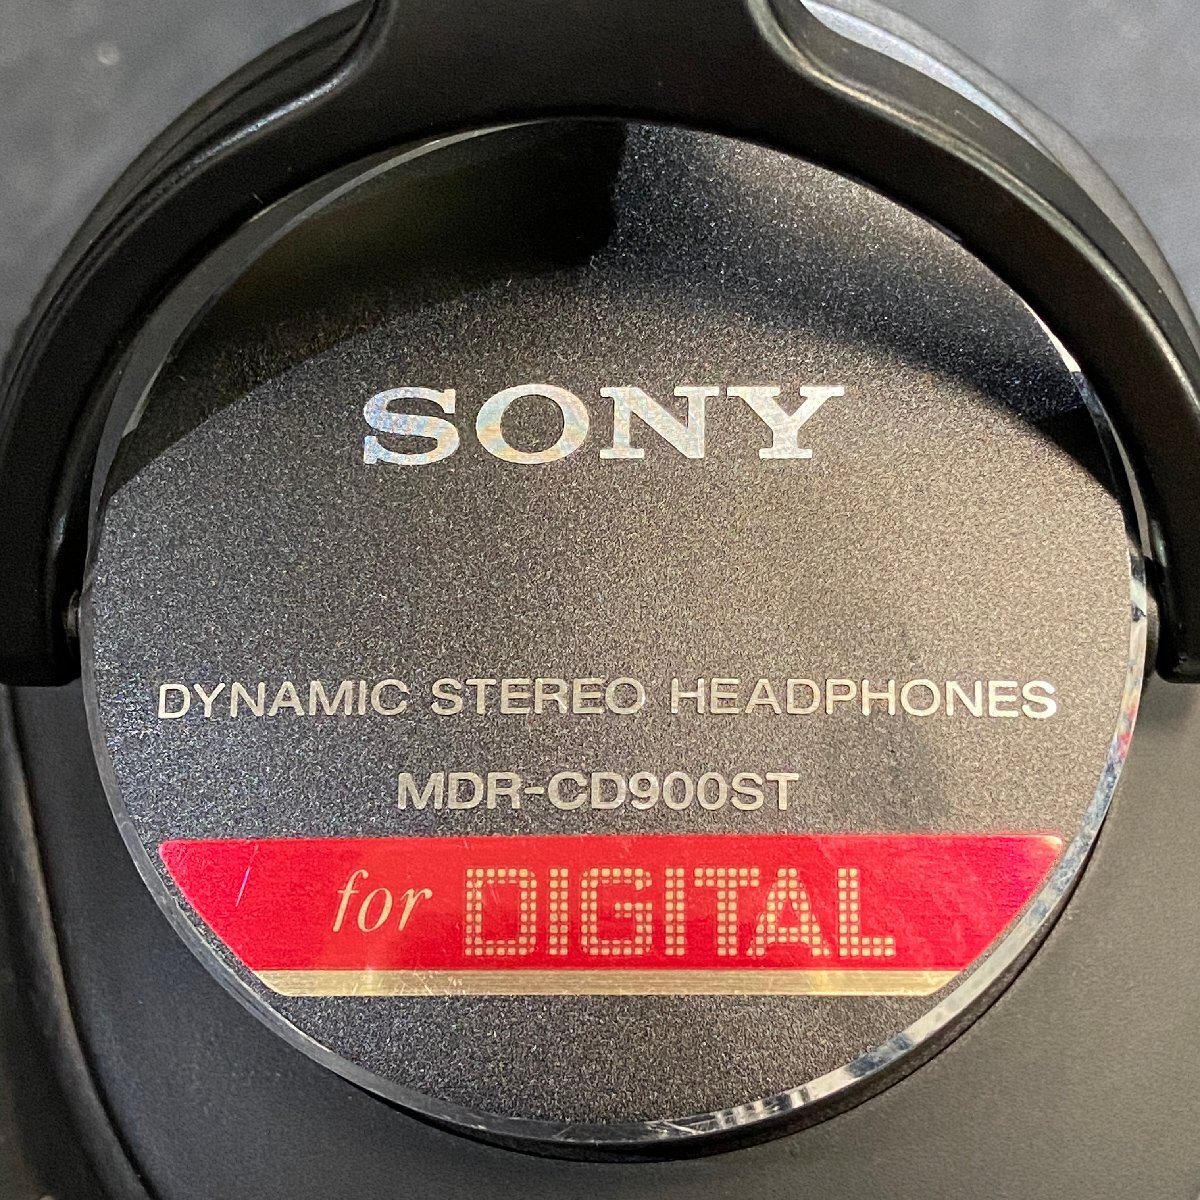 SONY
DYNAMIC STEREO HEADPHONES
MDR-CD900ST
for DIGITAL